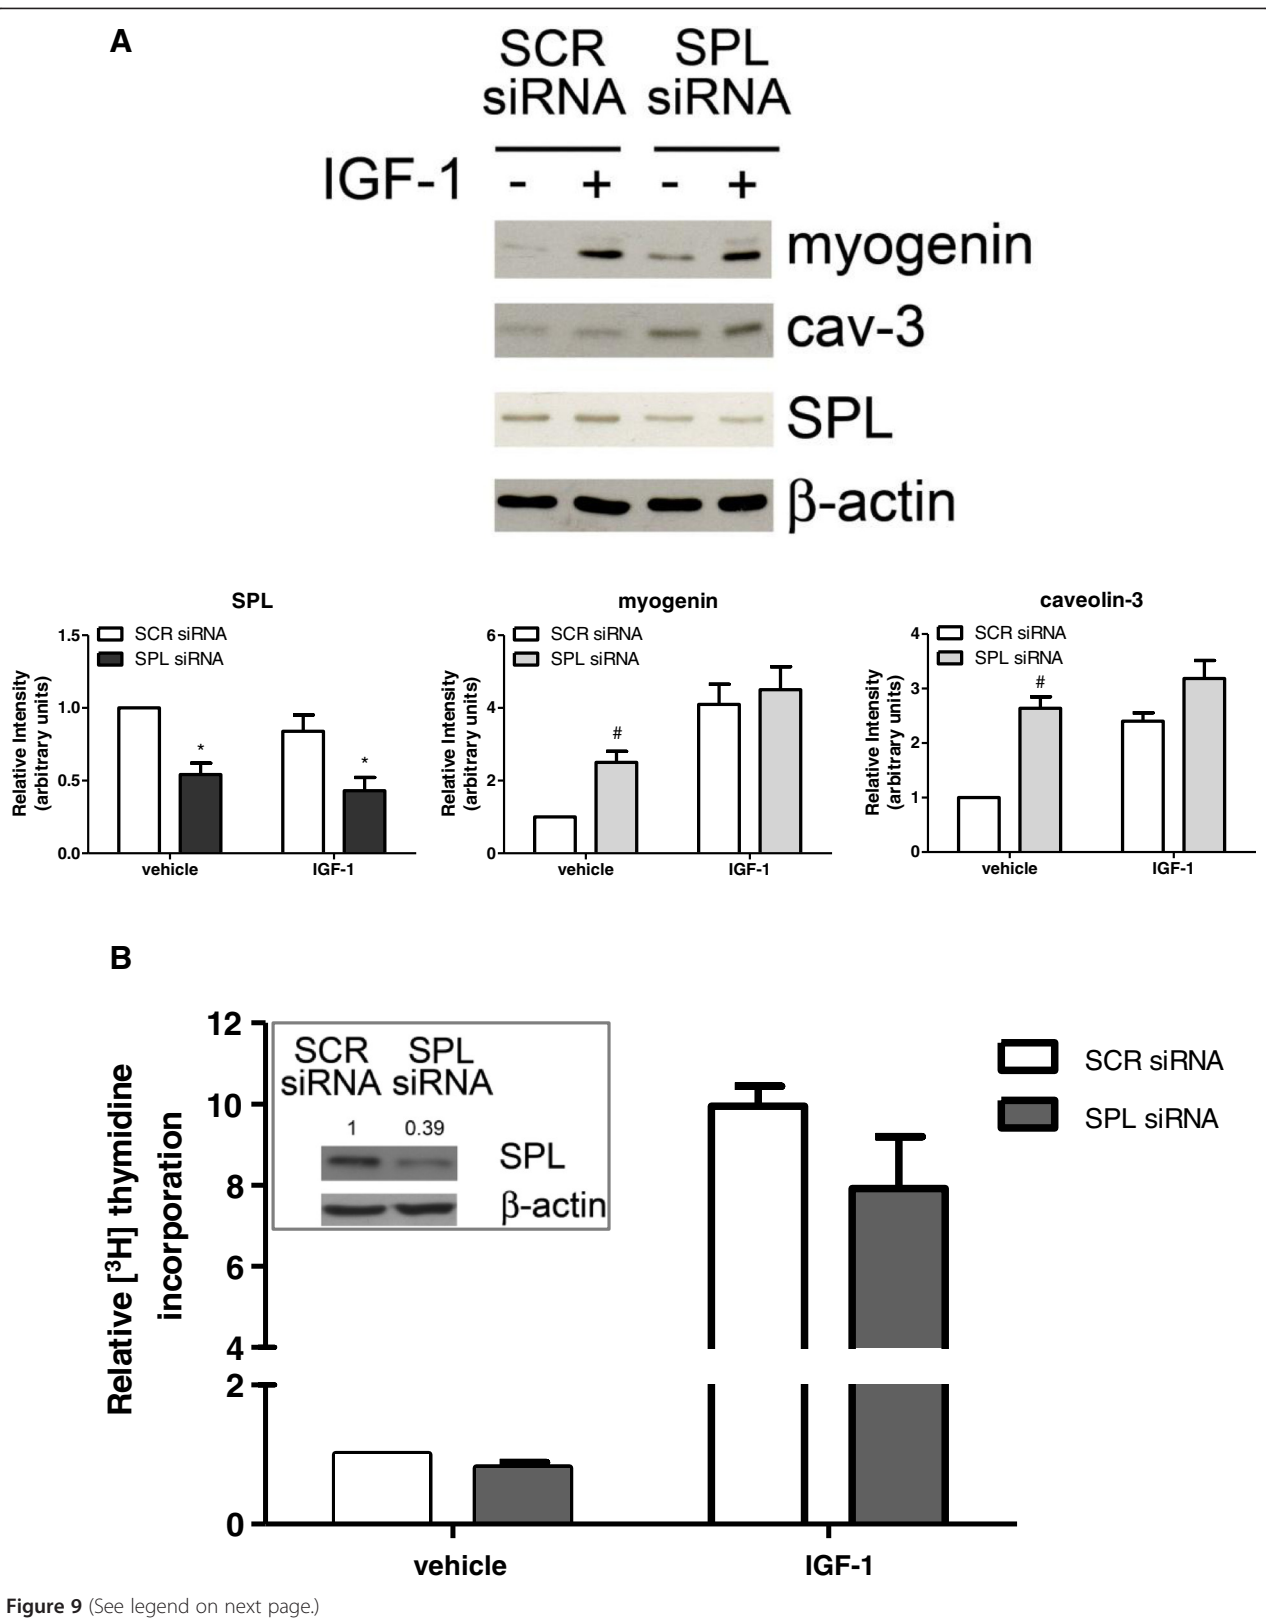 A
SCR SPL
siRNA siRNA
IGF-1 - + - +
myogenin
cav-3
SPL
β-actin
SPL
1.5
1.0
0.5
0.0
Relative Intensity
(arbitrary units)
SCR siRNA
SPL siRNA
*
*
vehicle IGF-1
myogenin
6
4
2
0
Relative Intensity
(arbitrary units)
SCR siRNA
SPL siRNA
#
vehicle IGF-1
caveolin-3
4
3
2
1
0
Relative Intensity
(arbitrary units)
SCR siRNA
SPL siRNA
#
vehicle IGF-1
B
12
10
8
6
4
2
0
Relative [³H] thymidine
incorporation
SCR SPL
siRNA siRNA
1 0.39
SPL
β-actin
SCR siRNA
SPL siRNA
vehicle IGF-1
Figure 9 (See legend on next page.)